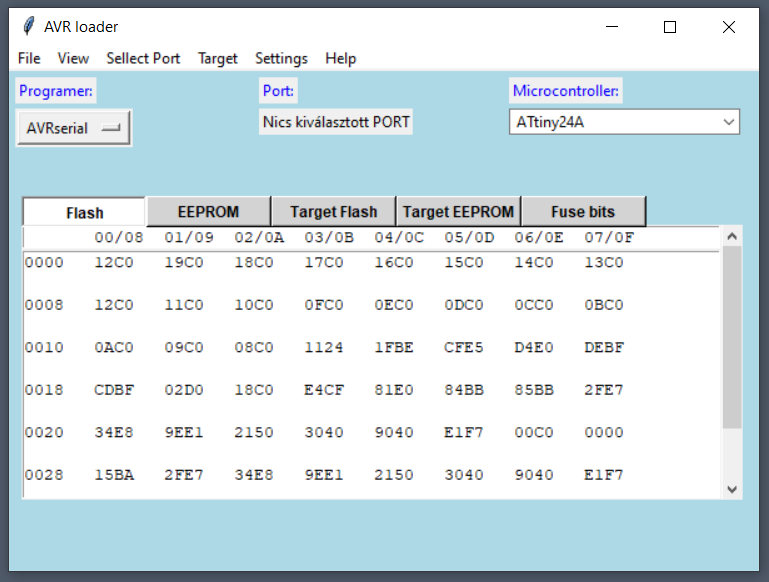 AVR loader
File View Sellect Port Target Settings Help
Programer: Port: Microcontroller:
AVRserial Nics kiválasztott PORT ATtiny24A
Flash EEPROM Target Flash Target EEPROM Fuse bits
00/08 01/09 02/0A 03/0B 04/0C 05/0D 06/0E 07/0F
0000 12C0 19C0 18C0 17C0 16C0 15C0 14C0 13C0
0008 12C0 11C0 10C0 0FC0 0EC0 0DC0 0CC0 0BC0
0010 0AC0 09C0 08C0 1124 1FBE CFE5 D4E0 DEBF
0018 CDBF 02D0 18C0 E4CF 81E0 84BB 85BB 2FE7
0020 34E8 9EE1 2150 3040 9040 E1F7 00C0 0000
0028 15BA 2FE7 34E8 9EE1 2150 3040 9040 E1F7